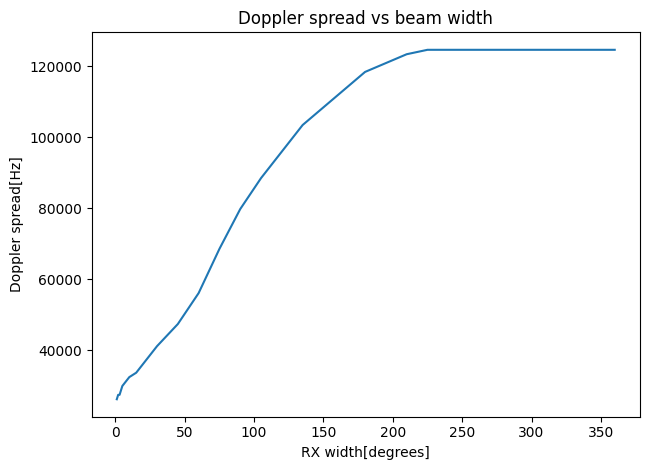 Doppler spread vs beam width
120000
100000
80000
60000
40000
Doppler spread[Hz]
0 50 100 150 200 250 300 350
RX width[degrees]